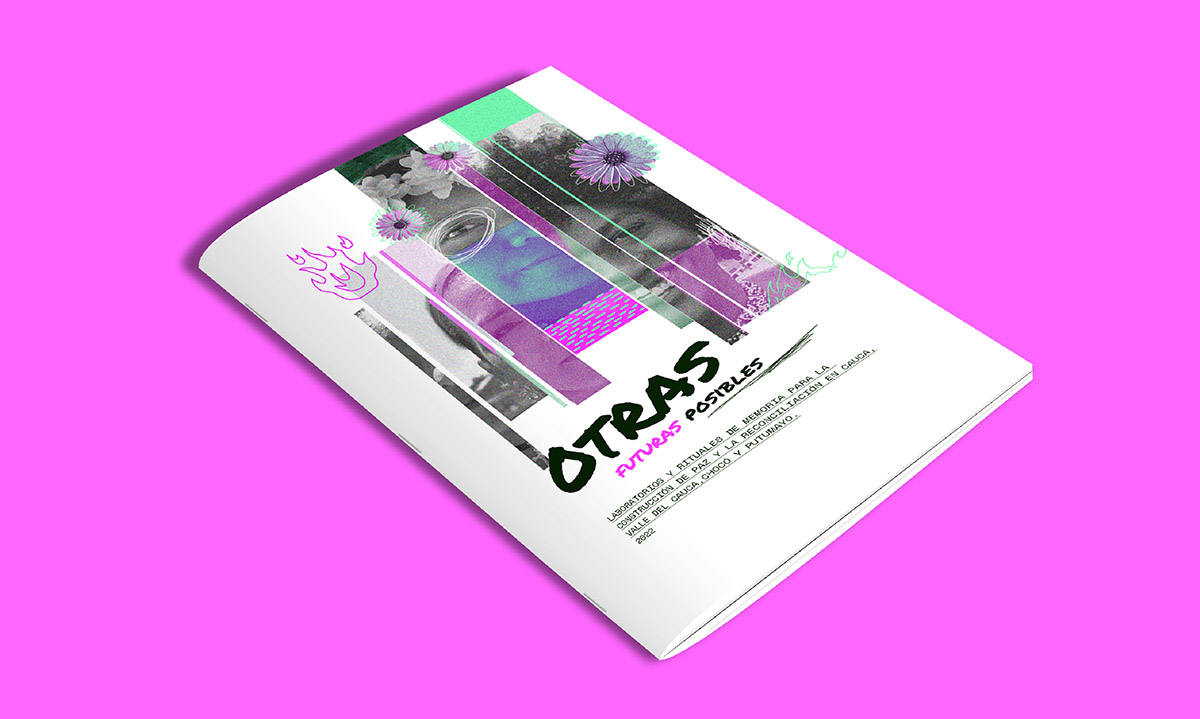 OTRAS
FUTURAS POSIBLES
LABORATORIOS Y RITUALES DE MEMORIA PARA LA
CONSTRUCCIÓN DE PAZ Y LA RECONCILIACIÓN EN CAUCA,
VALLE DEL CAUCA, CHOCÓ Y PUTUMAYO.
2022